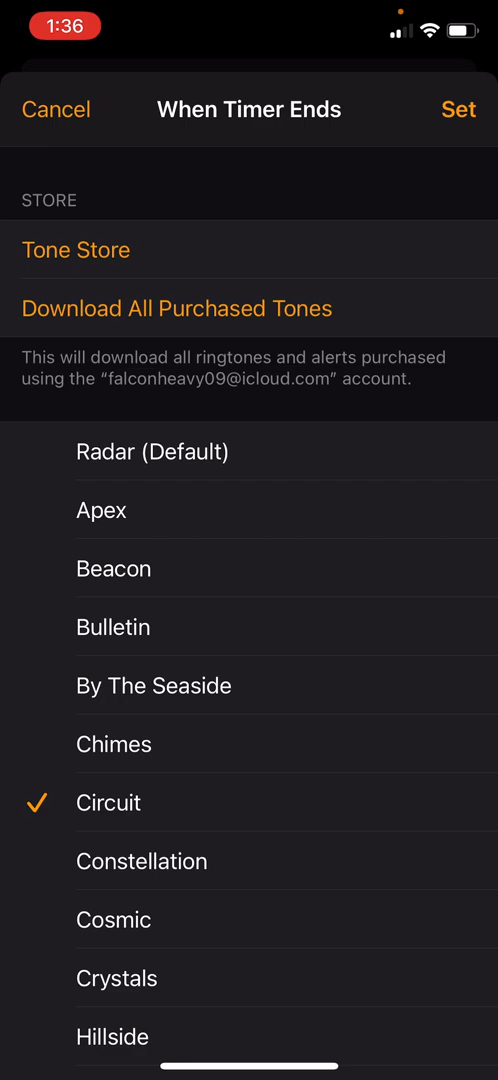 1:36
Cancel When Timer Ends Set
STORE
Tone Store
Download All Purchased Tones
This will download all ringtones and alerts purchased
using the “falconheavy09@icloud.com” account.
Radar (Default)
Apex
Beacon
Bulletin
By The Seaside
Chimes
Circuit
Constellation
Cosmic
Crystals
Hillside